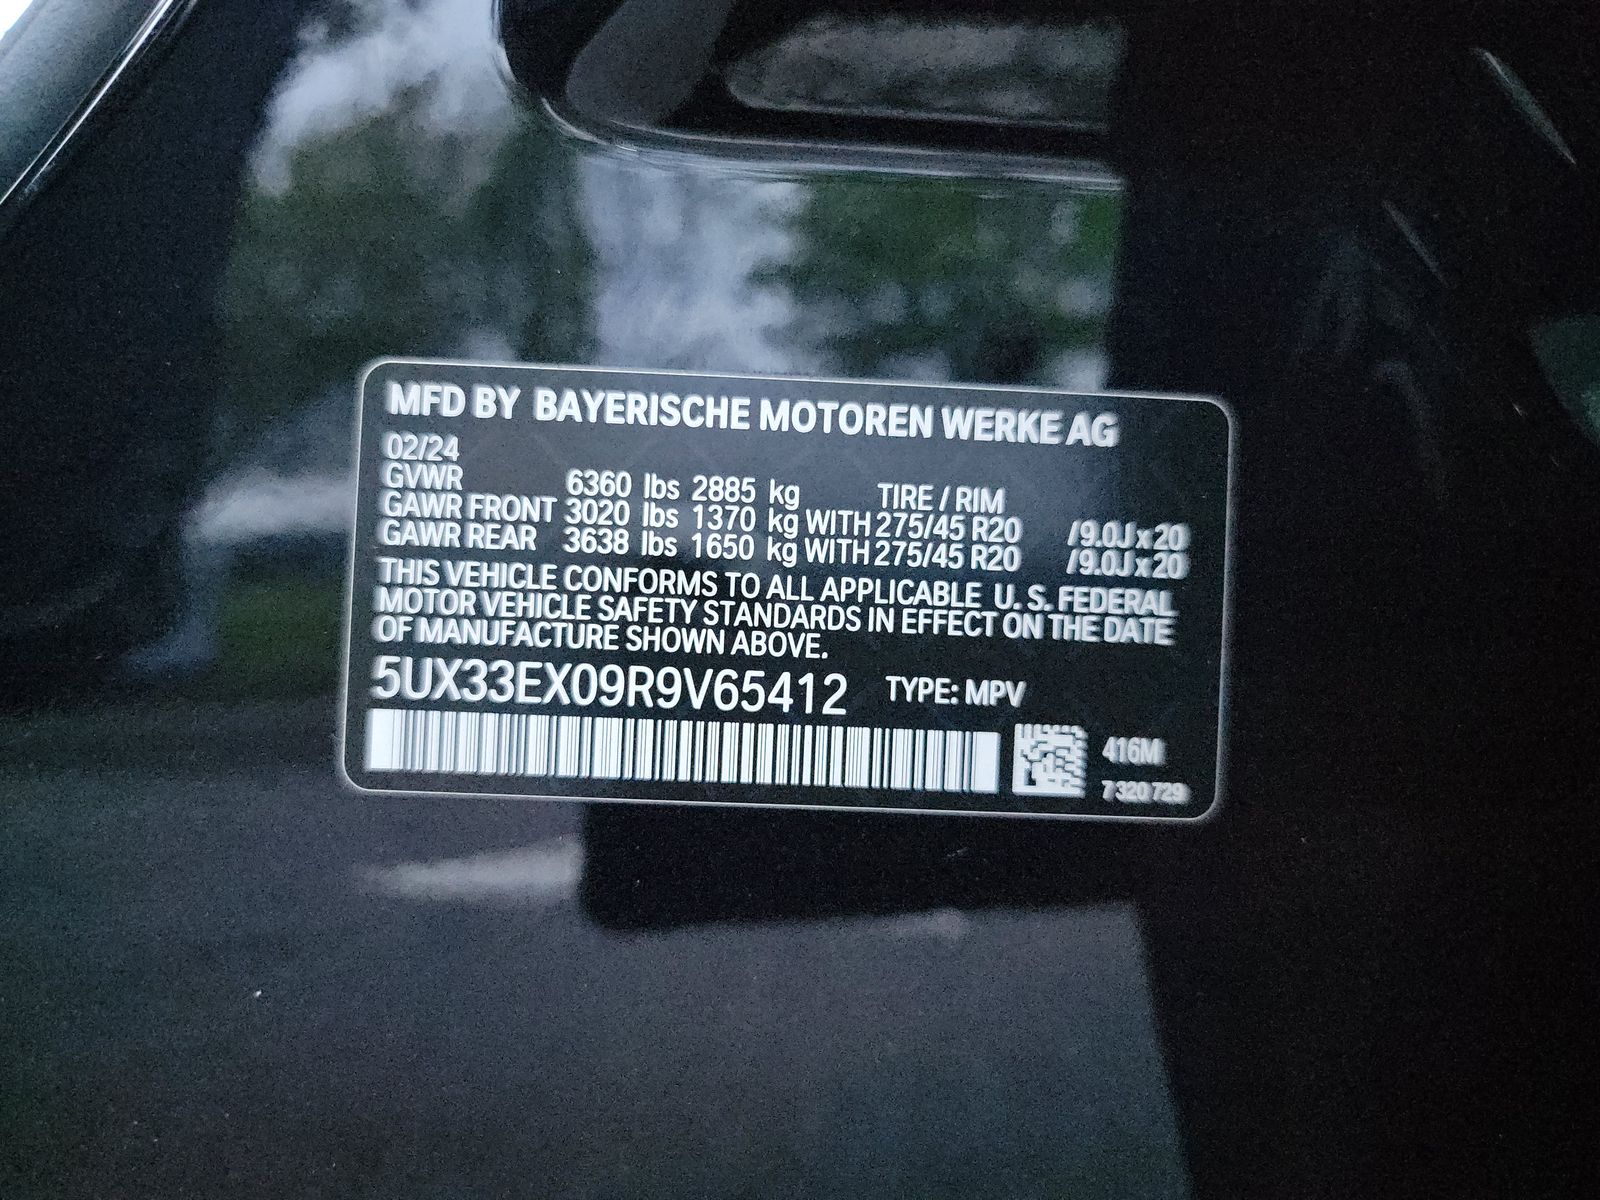 MFD BY BAYERISCHE MOTOREN WERKE AG
02/24
GVWR 6360 lbs 2885 kg TIRE / RIM
GAWR FRONT 3020 lbs 1370 kg WITH 275/45 R20 /9.0J x 20
GAWR REAR 3638 lbs 1650 kg WITH 275/45 R20 /9.0J x 20
THIS VEHICLE CONFORMS TO ALL APPLICABLE U. S. FEDERAL
MOTOR VEHICLE SAFETY STANDARDS IN EFFECT ON THE DATE
OF MANUFACTURE SHOWN ABOVE.
5UX33EX09R9V65412 TYPE: MPV
416M
7 320 729